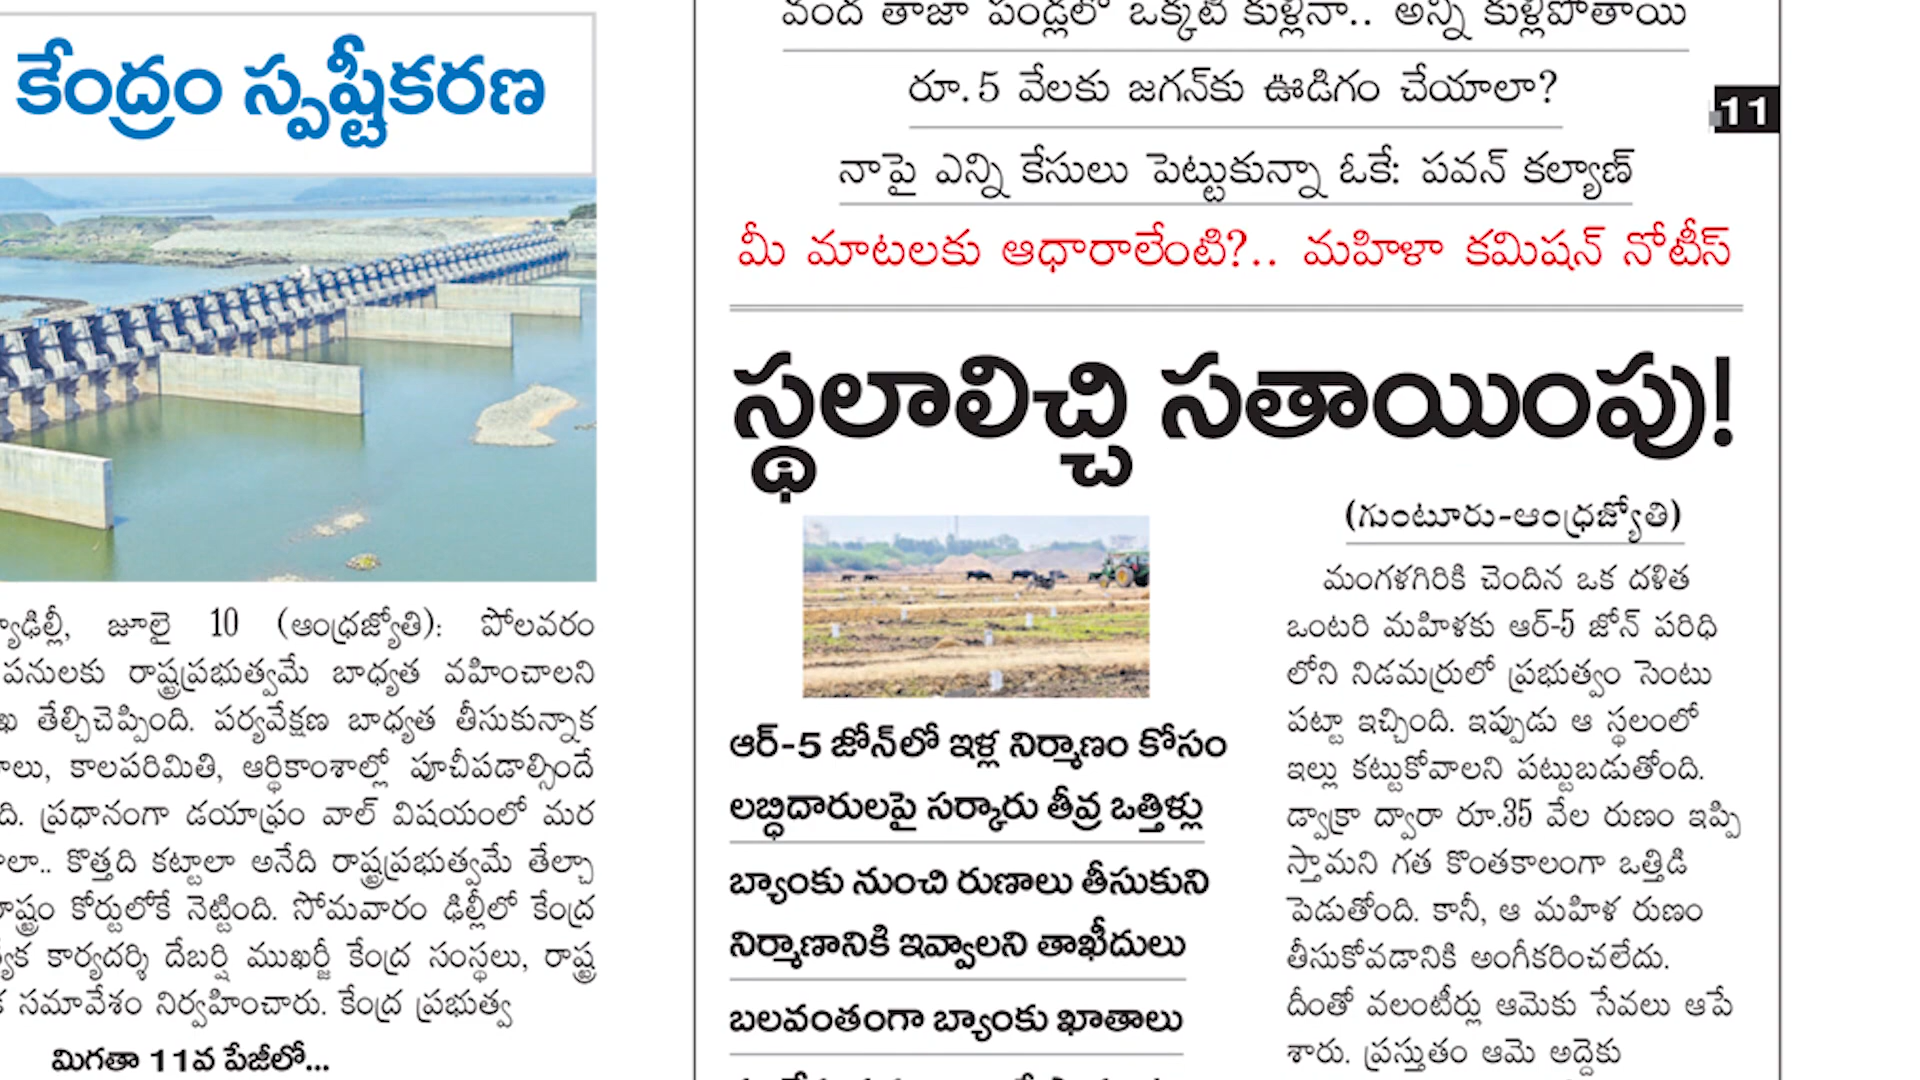 కేంద్రం స్పష్టీకరణ
జూలై 10 (ఆంధ్రజ్యోతి): పోలవరం
పనులకు రాష్ట్రప్రభుత్వమే బాధ్యత వహించాలని
తేల్చిచెప్పింది. పర్యవేక్షణ బాధ్యత తీసుకున్నాక
కాలపరిమితి, ఆర్థికాంశాల్లో పూచీపడాల్సిందే
ప్రధానంగా డయాఫ్రం వాల్ విషయంలో మర
కొత్తది కట్టాలా అనేది రాష్ట్రప్రభుత్వమే తేల్చా
కోర్టులోకే నెట్టింది. సోమవారం ఢిల్లీలో కేంద్ర
కార్యదర్శి దేబర్షి ముఖర్జీ కేంద్ర సంస్థలు, రాష్ట్ర
సమావేశం నిర్వహించారు. కేంద్ర ప్రభుత్వ
మిగతా 11వ పేజీలో...
వంద తాజా పండ్లలో ఒక్కటి కుళ్లినా.. అన్నీ కుళ్లిపోతాయి
రూ.5 వేలకు జగన్‌కు ఊడిగం చేయాలా?
11
నాపై ఎన్ని కేసులు పెట్టుకున్నా ఓకే: పవన్ కల్యాణ్
మీ మాటలకు ఆధారాలేంటి?.. మహిళా కమిషన్ నోటీస్
స్థలాలిచ్చి సతాయింపు!
ఆర్-5 జోన్‌లో ఇళ్ల నిర్మాణం కోసం
లబ్ధిదారులపై సర్కారు తీవ్ర ఒత్తిళ్లు
బ్యాంకు నుంచి రుణాలు తీసుకుని
నిర్మాణానికి ఇవ్వాలని తాఖీదులు
బలవంతంగా బ్యాంకు ఖాతాలు
(గుంటూరు-ఆంధ్రజ్యోతి)
మంగళగిరికి చెందిన ఒక దళిత
ఒంటరి మహిళకు ఆర్-5 జోన్ పరిధి
లోని నిడమర్రులో ప్రభుత్వం సెంటు
పట్టా ఇచ్చింది. ఇప్పుడు ఆ స్థలంలో
ఇల్లు కట్టుకోవాలని పట్టుబడుతోంది.
డ్వాక్రా ద్వారా రూ.35 వేల రుణం ఇప్పి
స్తామని గత కొంతకాలంగా ఒత్తిడి
పెడుతోంది. కానీ, ఆ మహిళ రుణం
తీసుకోవడానికి అంగీకరించలేదు.
దీంతో వలంటీర్లు ఆమెకు సేవలు ఆపే
శారు. ప్రస్తుతం ఆమె అద్దెకు